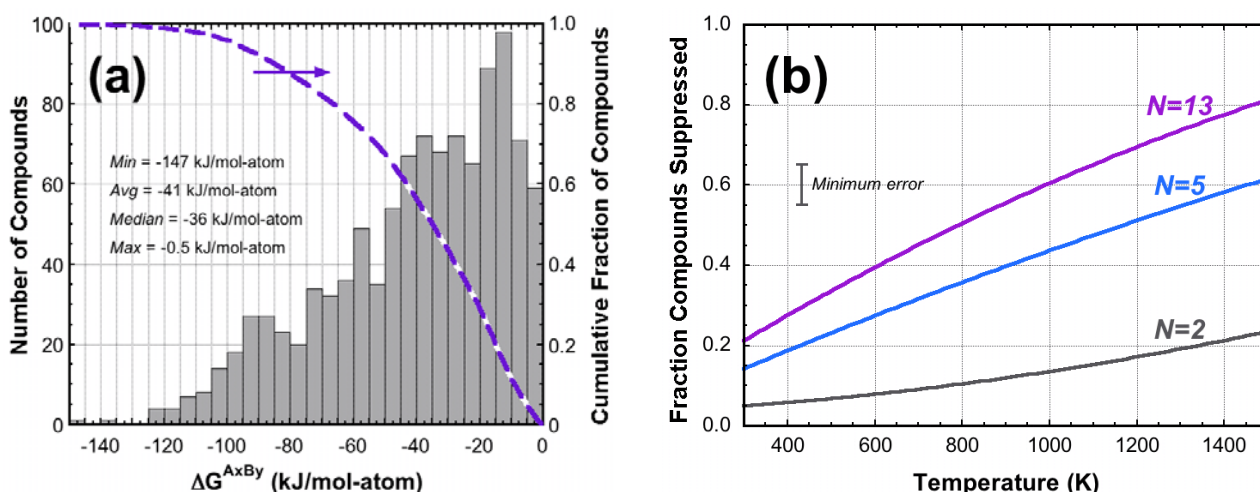 (a)
Number of Compounds
100
80
60
40
20
0
Min = -147 kJ/mol-atom
Avg = -41 kJ/mol-atom
Median = -36 kJ/mol-atom
Max = -0.5 kJ/mol-atom
1.0
0.8
0.6
0.4
0.2
0
Cumulative Fraction of Compounds
-140 -120 -100 -80 -60 -40 -20 0
ΔG^AxBy (kJ/mol-atom)
(b)
Fraction Compounds Suppressed
1.0
0.8
0.6
0.4
0.2
0.0
N=13
N=5
N=2
Minimum error
400 600 800 1000 1200 1400
Temperature (K)